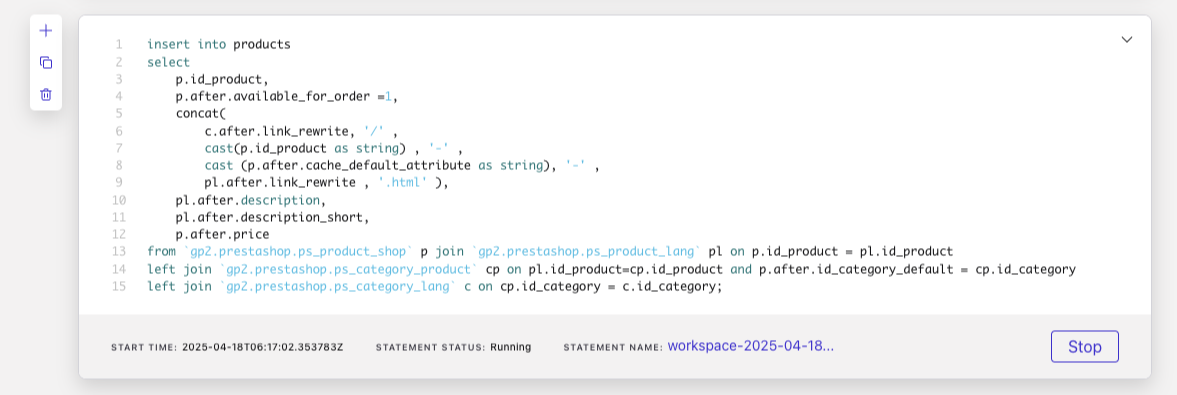 1 insert into products
2 select
3 p.id_product,
4 p.after.available_for_order =1,
5 concat(
6 c.after.link_rewrite, '/' ,
7 cast(p.id_product as string) , '-' ,
8 cast (p.after.cache_default_attribute as string), '-' ,
9 pl.after.link_rewrite , '.html' ),
10 pl.after.description,
11 pl.after.description_short,
12 p.after.price
13 from `gp2.prestashop.ps_product_shop` p join `gp2.prestashop.ps_product_lang` pl on p.id_product = pl.id_product
14 left join `gp2.prestashop.ps_category_product` cp on pl.id_product=cp.id_product and p.after.id_category_default = cp.id_category
15 left join `gp2.prestashop.ps_category_lang` c on cp.id_category = c.id_category;
START TIME: 2025-04-18T06:17:02.353783Z STATEMENT STATUS: Running STATEMENT NAME: workspace-2025-04-18... Stop